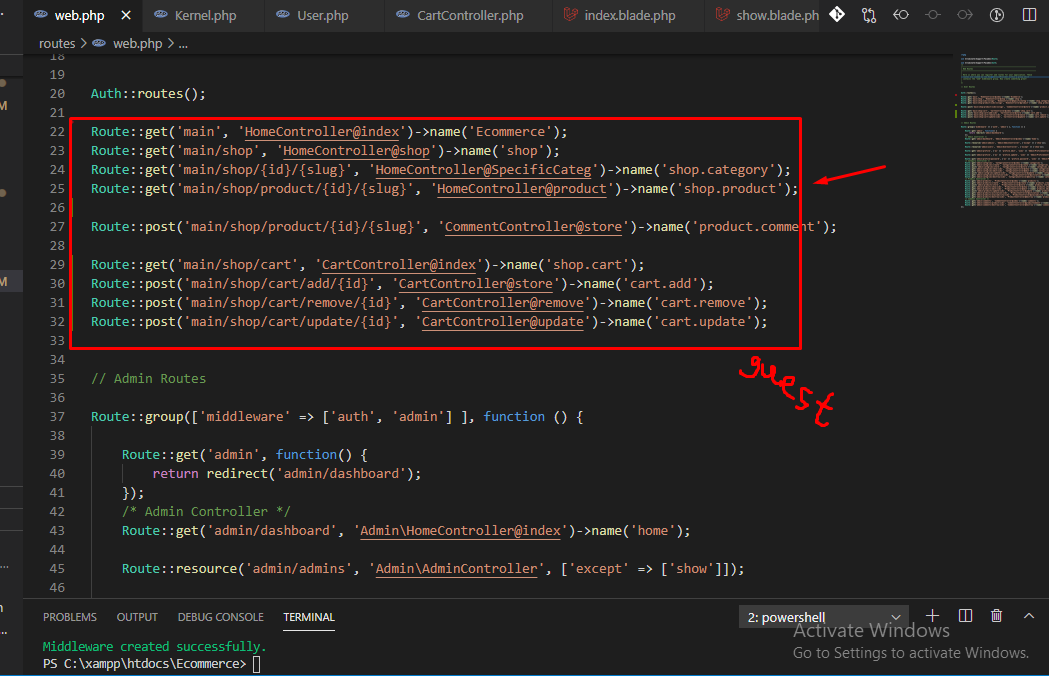 web.php
Kernel.php
User.php
CartController.php
index.blade.php
show.blade.ph
routes > web.php > ...
18
19
20 Auth::routes();
21
22 Route::get('main', 'HomeController@index')->name('Ecommerce');
23 Route::get('main/shop', 'HomeController@shop')->name('shop');
24 Route::get('main/shop/{id}/{slug}', 'HomeController@SpecificCateg')->name('shop.category');
25 Route::get('main/shop/product/{id}/{slug}', 'HomeController@product')->name('shop.product');
26
27 Route::post('main/shop/product/{id}/{slug}', 'CommentController@store')->name('product.comment');
28
29 Route::get('main/shop/cart', 'CartController@index')->name('shop.cart');
30 Route::post('main/shop/cart/add/{id}', 'CartController@store')->name('cart.add');
31 Route::post('main/shop/cart/remove/{id}', 'CartController@remove')->name('cart.remove');
32 Route::post('main/shop/cart/update/{id}', 'CartController@update')->name('cart.update');
33
34
guest
35 // Admin Routes
36
37 Route::group(['middleware' => ['auth', 'admin'] ], function () {
38
39 Route::get('admin', function() {
40 return redirect('admin/dashboard');
41 });
42 /* Admin Controller */
43 Route::get('admin/dashboard', 'Admin\HomeController@index')->name('home');
44
45 Route::resource('admin/admins', 'Admin\AdminController', ['except' => ['show']]);
46
PROBLEMS OUTPUT DEBUG CONSOLE TERMINAL
2: powershell
Middleware created successfully.
PS C:\xampp\htdocs\Ecommerce>
Activate Windows
Go to Settings to activate Windows.